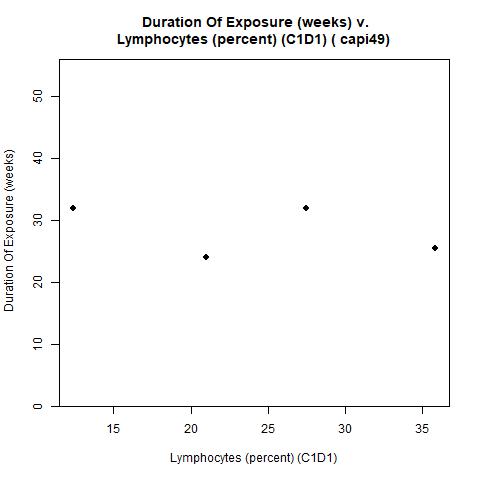 Duration Of Exposure (weeks) v.
Lymphocytes (percent) (C1D1) ( capi49)
Duration Of Exposure (weeks)
50
40
30
20
10
0
15 20 25 30 35
Lymphocytes (percent) (C1D1)